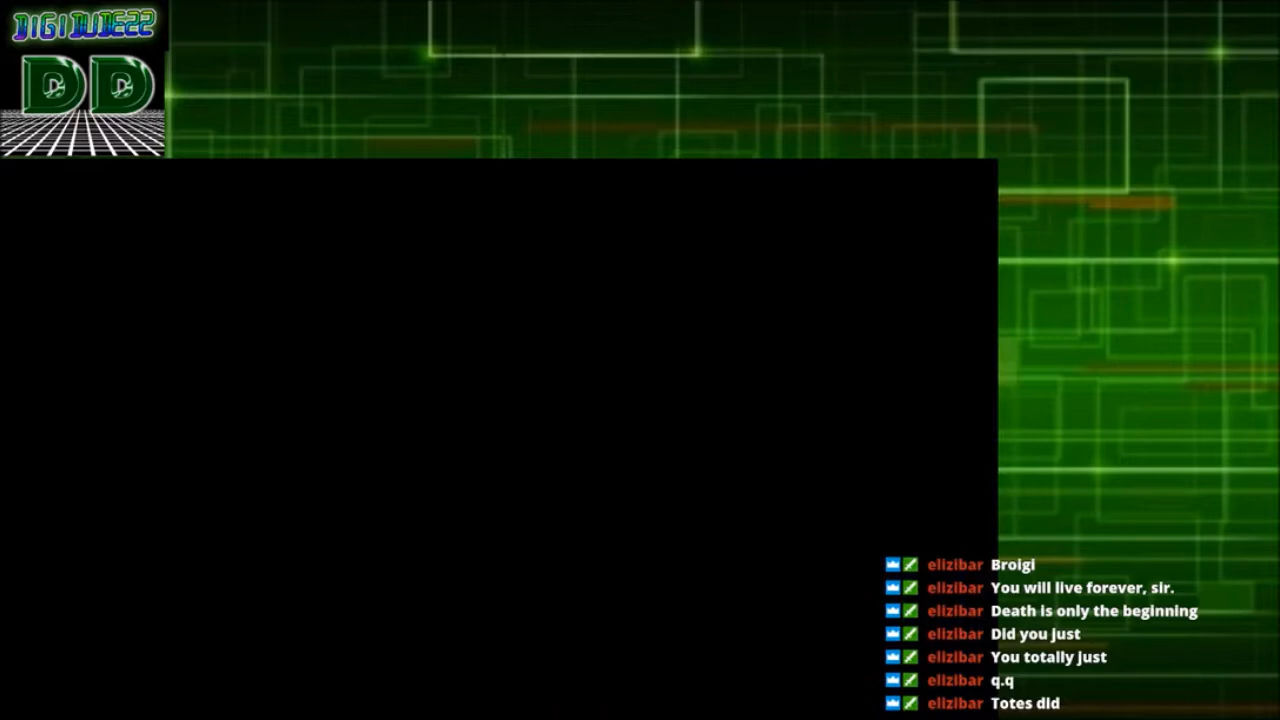 DIGIDUDE22
DD
elizibar Broigi
elizibar You will live forever, sir.
elizibar Death is only the beginning
elizibar Did you just
elizibar You totally just
elizibar q.q
elizibar Totes did